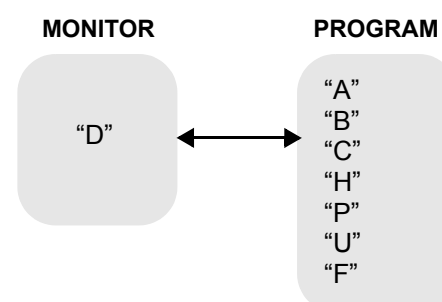 MONITOR
PROGRAM
“D”
“A”
“B”
“C”
“H”
“P”
“U”
“F”